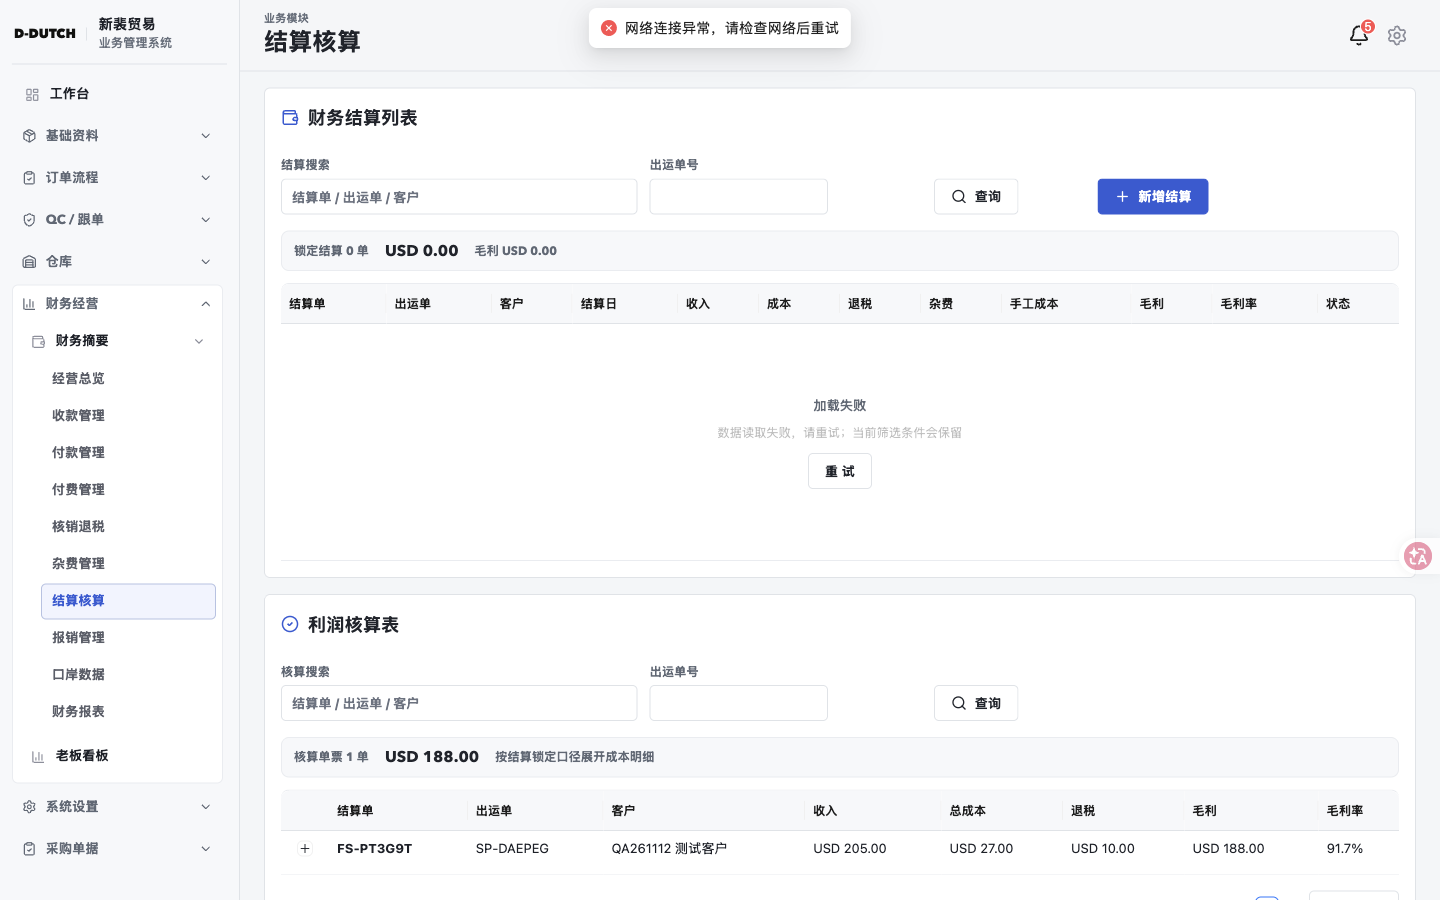 D-DUTCH
新裴贸易
业务管理系统
工作台
基础资料
订单流程
QC / 跟单
仓库
财务经营
财务摘要
经营总览
收款管理
付款管理
付费管理
核销退税
杂费管理
结算核算
报销管理
口岸数据
财务报表
老板看板
系统设置
采购单据
业务模块
结算核算
网络连接异常，请检查网络后重试
5
财务结算列表
结算搜索
出运单号
结算单 / 出运单 / 客户
查询
新增结算
锁定结算 0 单 USD 0.00 毛利 USD 0.00
结算单 出运单 客户 结算日 收入 成本 退税 杂费 手工成本 毛利 毛利率 状态
加载失败
数据读取失败，请重试；当前筛选条件会保留
重 试
利润核算表
核算搜索
出运单号
结算单 / 出运单 / 客户
查询
核算单票 1 单 USD 188.00 按结算锁定口径展开成本明细
结算单 出运单 客户 收入 总成本 退税 毛利 毛利率
FS-PT3G9T SP-DAEPEG QA261112 测试客户 USD 205.00 USD 27.00 USD 10.00 USD 188.00 91.7%